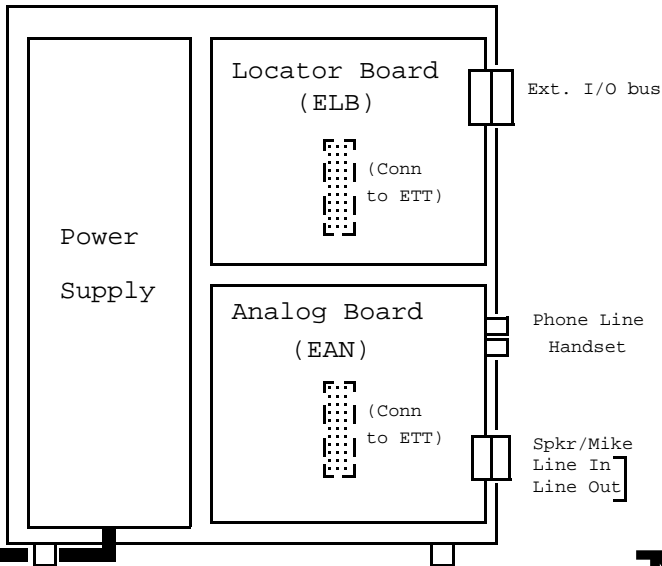 Locator Board
(ELB)
Ext. I/O bus
(Conn
to ETT)
Power
Supply
Analog Board
(EAN)
Phone Line
Handset
(Conn
to ETT)
Spkr/Mike
Line In
Line Out